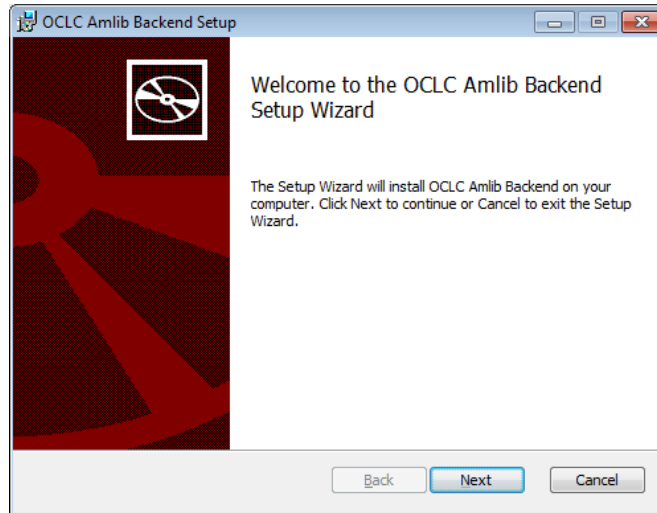 OCLC Amlib Backend Setup
Welcome to the OCLC Amlib Backend
Setup Wizard
The Setup Wizard will install OCLC Amlib Backend on your
computer. Click Next to continue or Cancel to exit the Setup
Wizard.
Back Next Cancel